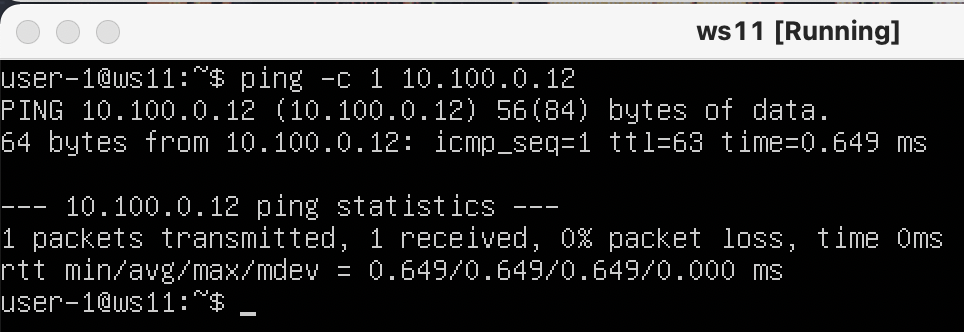 ws11 [Running]
user-1@ws11:~$ ping -c 1 10.100.0.12
PING 10.100.0.12 (10.100.0.12) 56(84) bytes of data.
64 bytes from 10.100.0.12: icmp_seq=1 ttl=63 time=0.649 ms
--- 10.100.0.12 ping statistics ---
1 packets transmitted, 1 received, 0% packet loss, time 0ms
rtt min/avg/max/mdev = 0.649/0.649/0.649/0.000 ms
user-1@ws11:~$ _